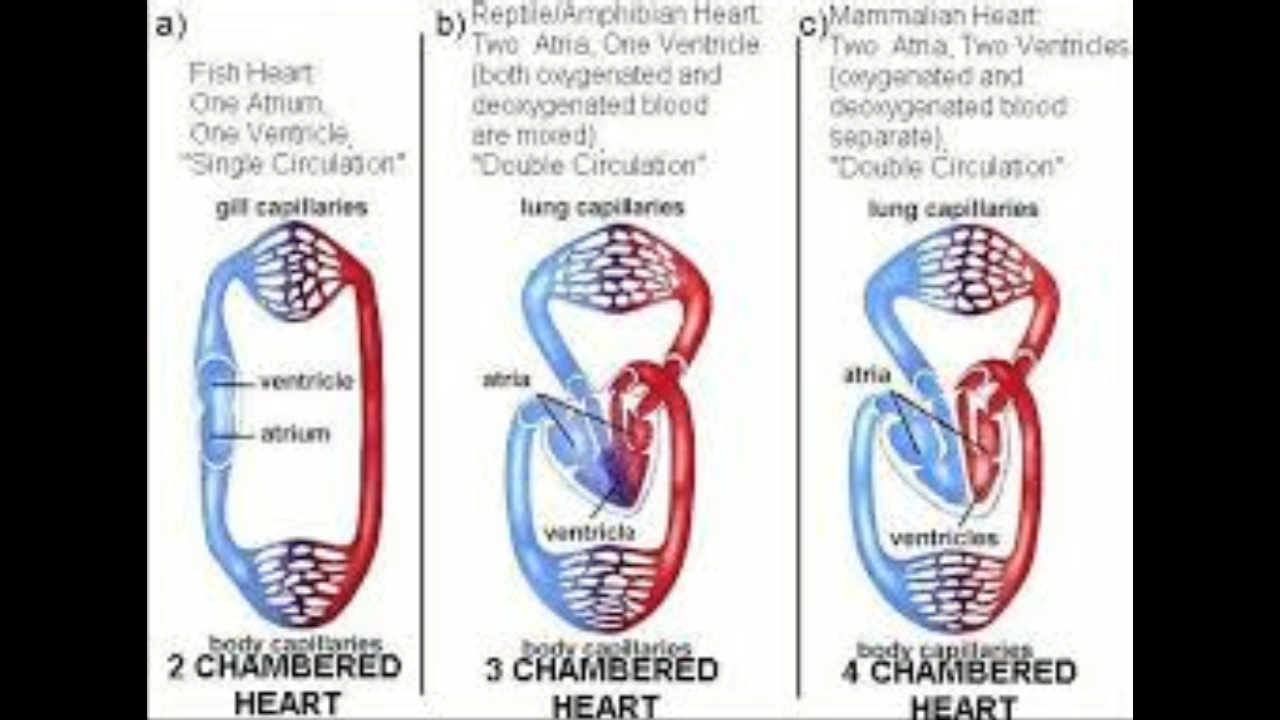 a)
Fish Heart:
One Atrium,
One Ventricle,
"Single Circulation"
gill capillaries
ventricle
atrium
body capillaries
2 CHAMBERED
HEART
b)
Reptile/Amphibian Heart:
Two Atria, One Ventricle
(both oxygenated and
deoxygenated blood
are mixed),
"Double Circulation"
lung capillaries
atria
ventricle
body capillaries
3 CHAMBERED
HEART
c)
Mammalian Heart:
Two Atria, Two Ventricles
(oxygenated and
deoxygenated blood
separate),
"Double Circulation"
lung capillaries
atria
ventricles
body capillaries
4 CHAMBERED
HEART